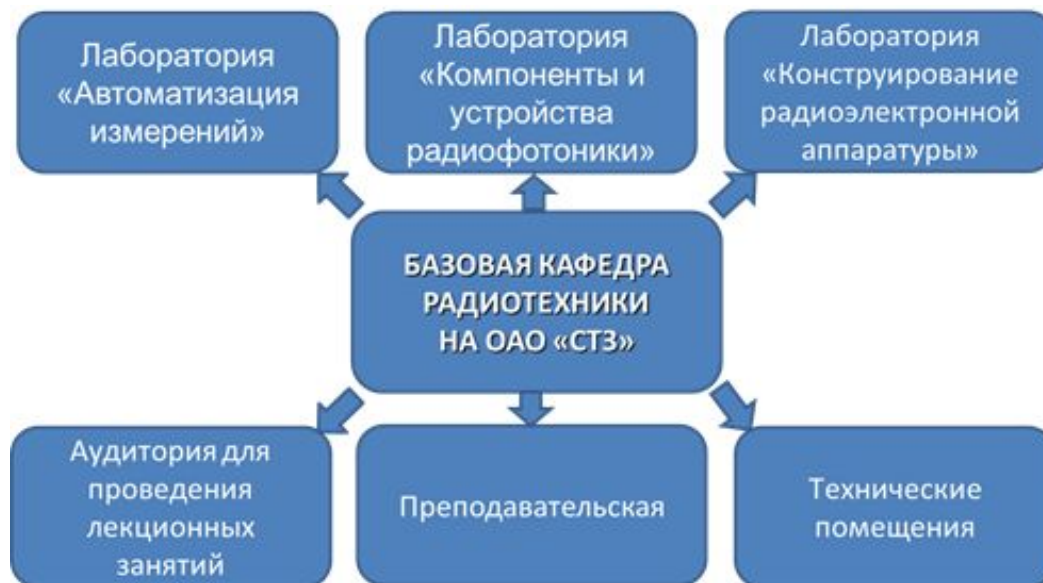 Лаборатория
«Автоматизация
измерений»
Лаборатория
«Компоненты и
устройства
радиофотоники»
Лаборатория
«Конструирование
радиоэлектронной
аппаратуры»
БАЗОВАЯ КАФЕДРА
РАДИОТЕХНИКИ
НА ОАО «СТЗ»
Аудитория для
проведения
лекционных
занятий
Преподавательская
Технические
помещения